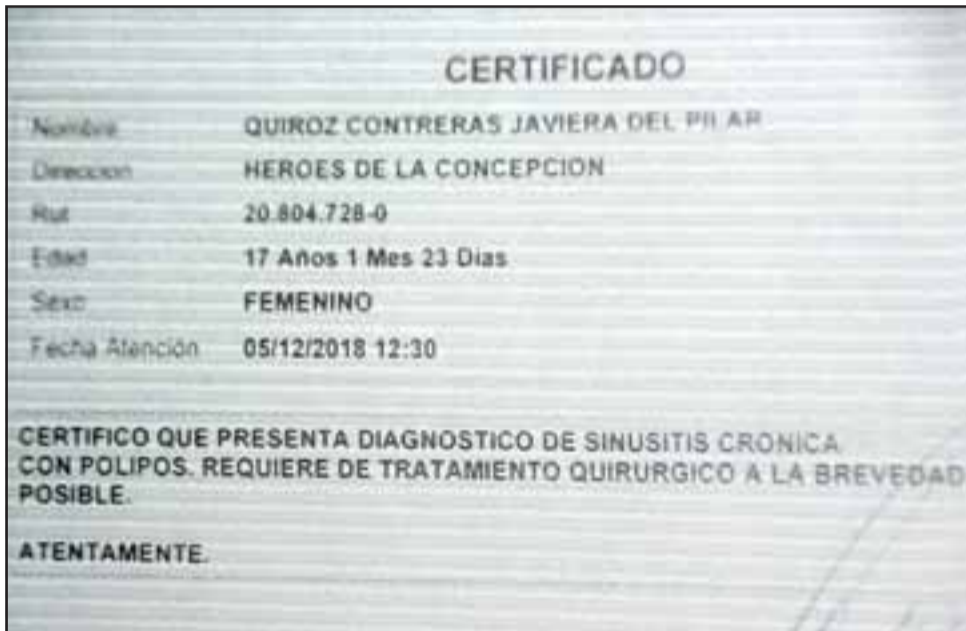 CERTIFICADO
Nombre QUIROZ CONTRERAS JAVIERA DEL PILAR
Dirección HEROES DE LA CONCEPCION
Rut 20.804.728-0
Edad 17 Años 1 Mes 23 Dias
Sexo FEMENINO
Fecha Atención 05/12/2018 12:30
CERTIFICO QUE PRESENTA DIAGNOSTICO DE SINUSITIS CRONICA
CON POLIPOS. REQUIERE DE TRATAMIENTO QUIRURGICO A LA BREVEDAD
POSIBLE.
ATENTAMENTE.